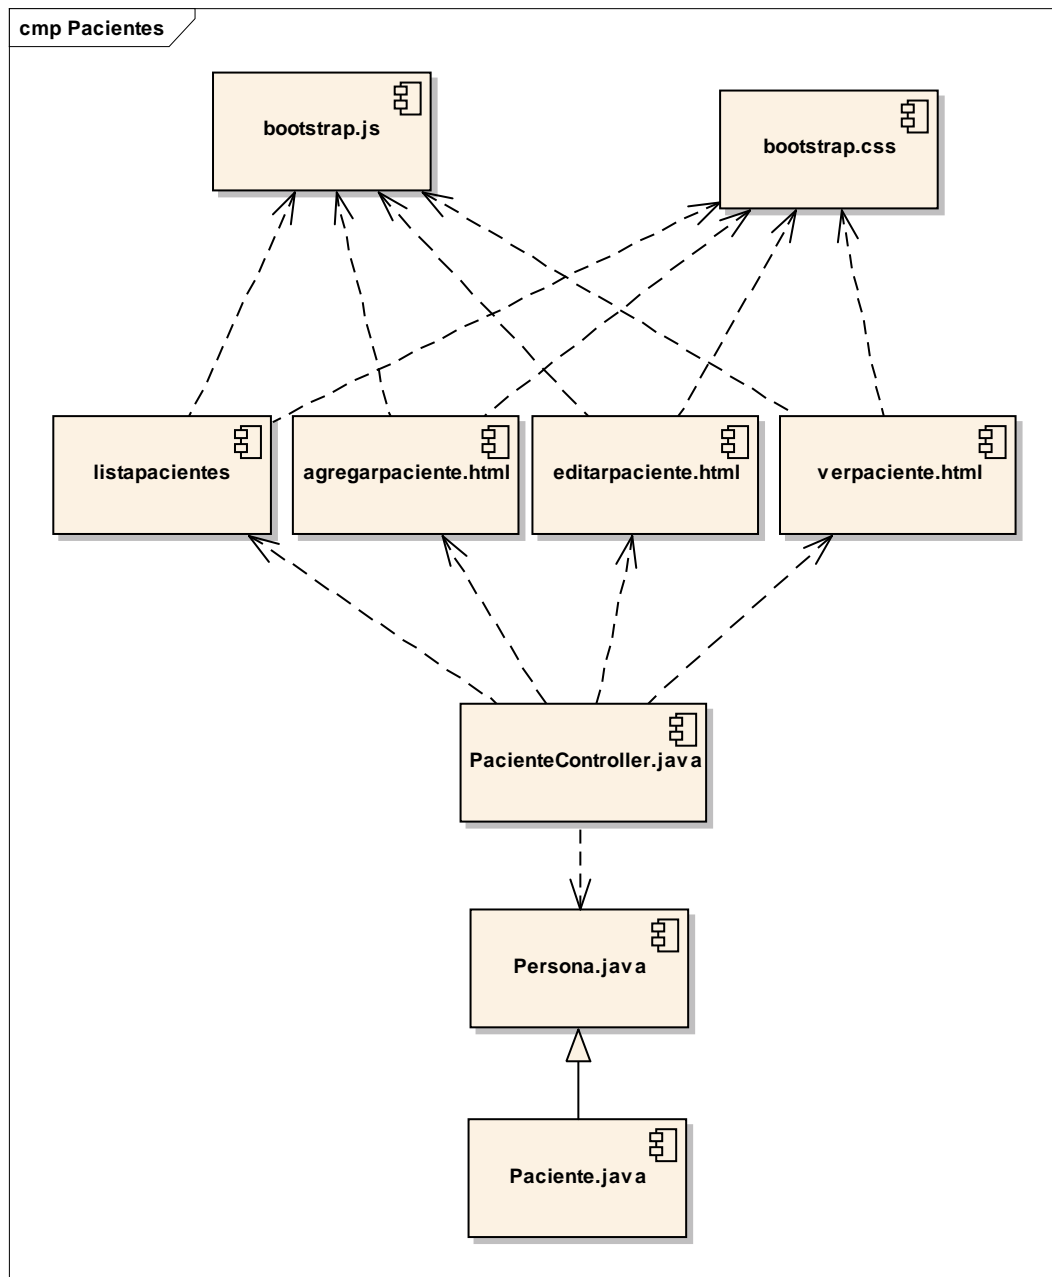 cmp Pacientes
bootstrap.js
bootstrap.css
listapacientes
agregarpaciente.html
editarpaciente.html
verpaciente.html
PacienteController.java
Persona.java
Paciente.java